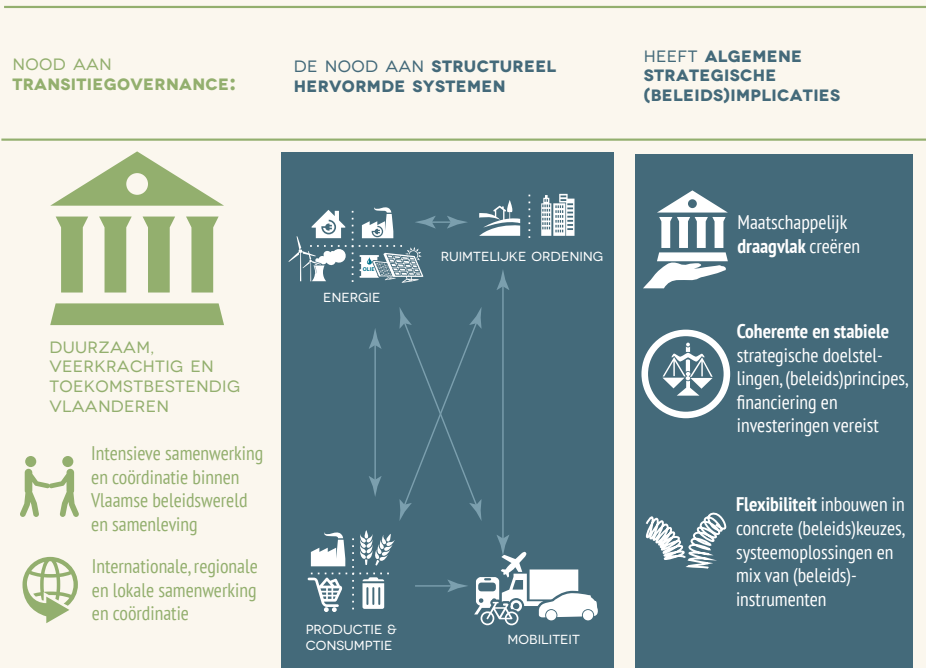 NOOD AAN
TRANSITIEGOVERNANCE:
DE NOOD AAN STRUCTUREEL
HERVORMDE SYSTEMEN
HEEFT ALGEMENE
STRATEGISCHE
(BELEIDS)IMPLICATIES
DUURZAAM,
VEERKRACHTIG EN
TOEKOMSTBESTENDIG
VLAANDEREN
Intensieve samenwerking
en coördinatie binnen
Vlaamse beleidswereld
en samenleving
Internationale, regionale
en lokale samenwerking
en coördinatie
OLIE
ENERGIE
RUIMTELIJKE ORDENING
PRODUCTIE &
CONSUMPTIE
MOBILITEIT
Maatschappelijk
draagvlak creëren
Coherente en stabiele
strategische doelstel-
lingen, (beleids)principes,
financiering en
investeringen vereist
Flexibiliteit inbouwen in
concrete (beleids)keuzes,
systeemoplossingen en
mix van (beleids)-
instrumenten